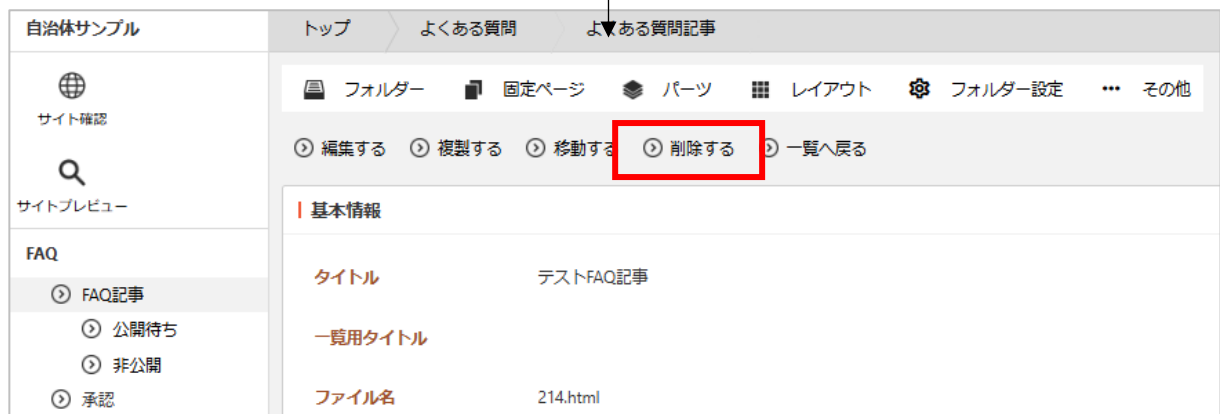 自治体サンプル
トップ
よくある質問
よくある質問記事
サイト確認
サイトプレビュー
フォルダー
固定ページ
パーツ
レイアウト
フォルダー設定
その他
編集する
複製する
移動する
削除する
一覧へ戻る
FAQ
FAQ記事
公開待ち
非公開
承認
基本情報
タイトル テストFAQ記事
一覧用タイトル
ファイル名 214.html